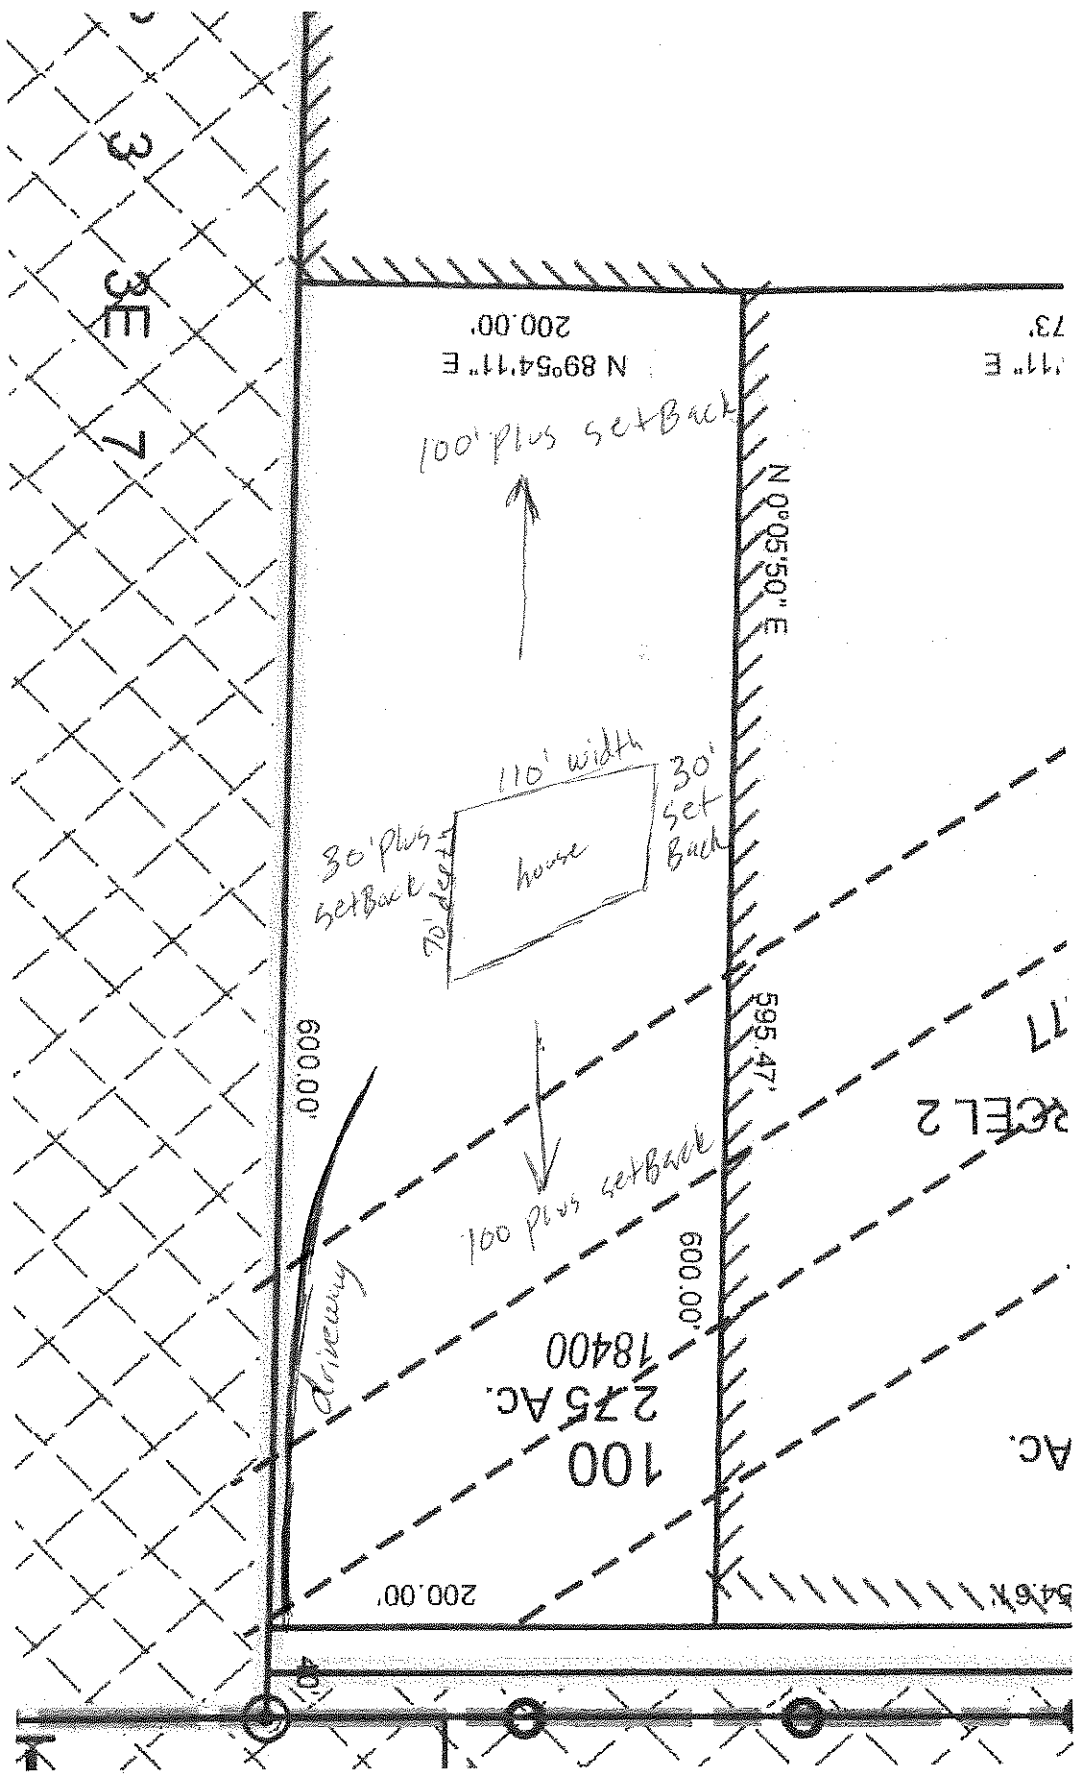 3
3E
7
200.00'
N 89°54'11" E
73'
'11" E
100' plus setBack
N 0°05'50" E
110' width
30'
set
Back
30' plus
setBack
70' depth
house
600.00'
595.47'
RCEL 2
100 plus setBack
driveway
600.00'
18400
2.75 Ac.
100
Ac.
200.00'
40'